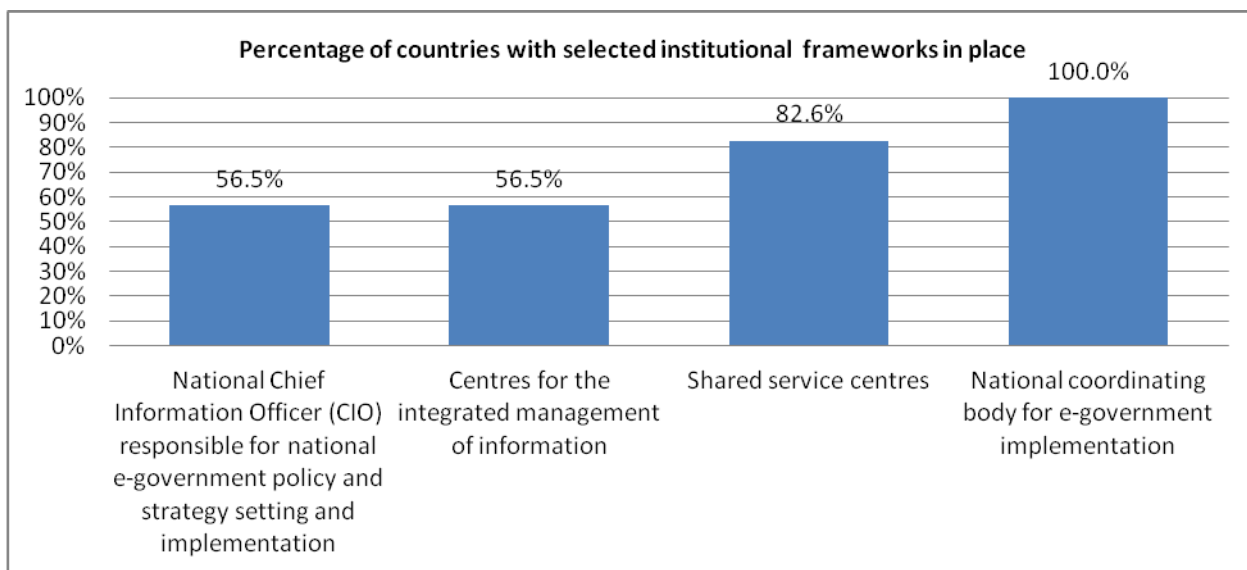 Percentage of countries with selected institutional frameworks in place
100.0%
82.6%
56.5%
56.5%
100%
90%
80%
70%
60%
50%
40%
30%
20%
10%
0%
National Chief
Information Officer (CIO)
responsible for national
e-government policy and
strategy setting and
implementation
Centres for the
integrated management
of information
Shared service centres
National coordinating
body for e-government
implementation